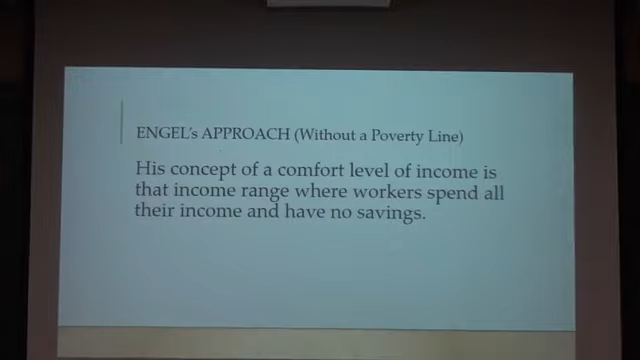 ENGEL's APPROACH (Without a Poverty Line)
His concept of a comfort level of income is
that income range where workers spend all
their income and have no savings.